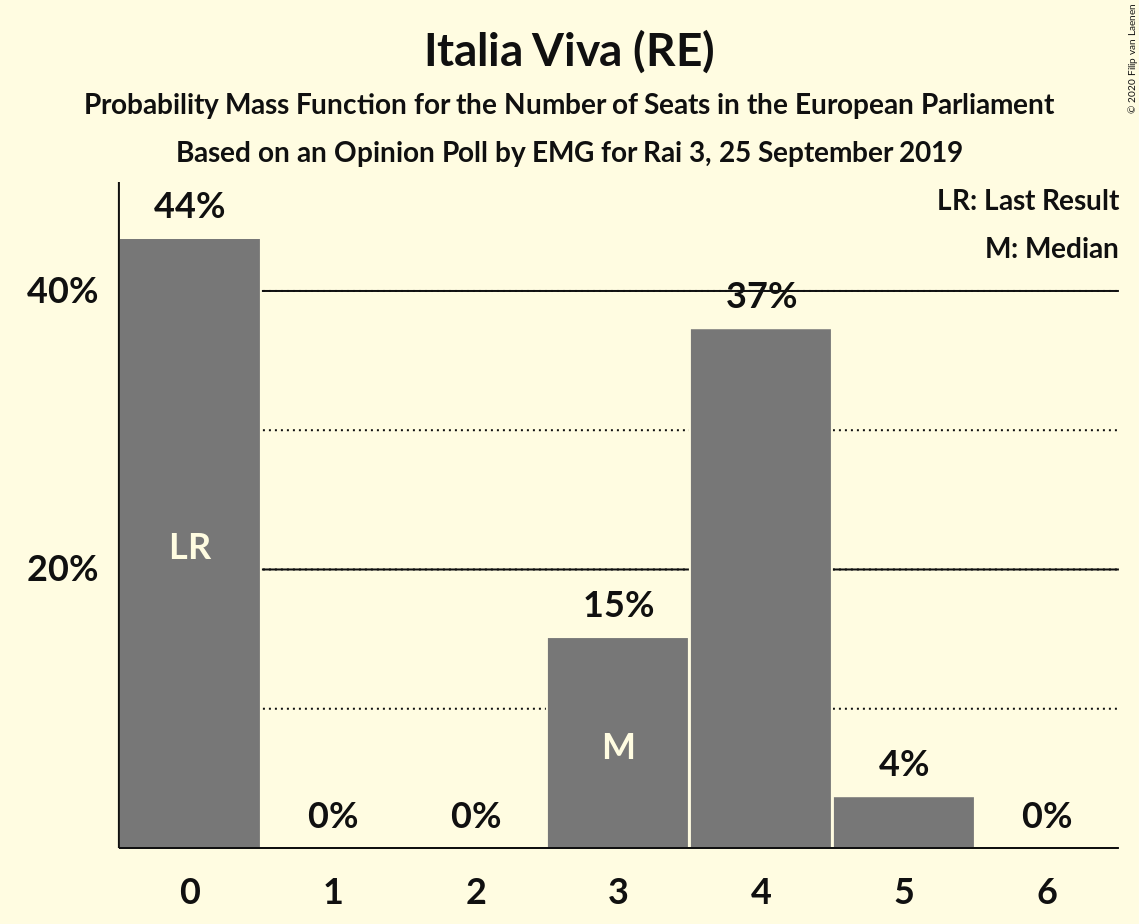 Italia Viva (RE)
Probability Mass Function for the Number of Seats in the European Parliament
Based on an Opinion Poll by EMG for Rai 3, 25 September 2019
© 2020 Filip van Laenen
LR: Last Result
M: Median
44%
40%
37%
LR
20%
15%
M
4%
0%
0%
0%
0 1 2 3 4 5 6